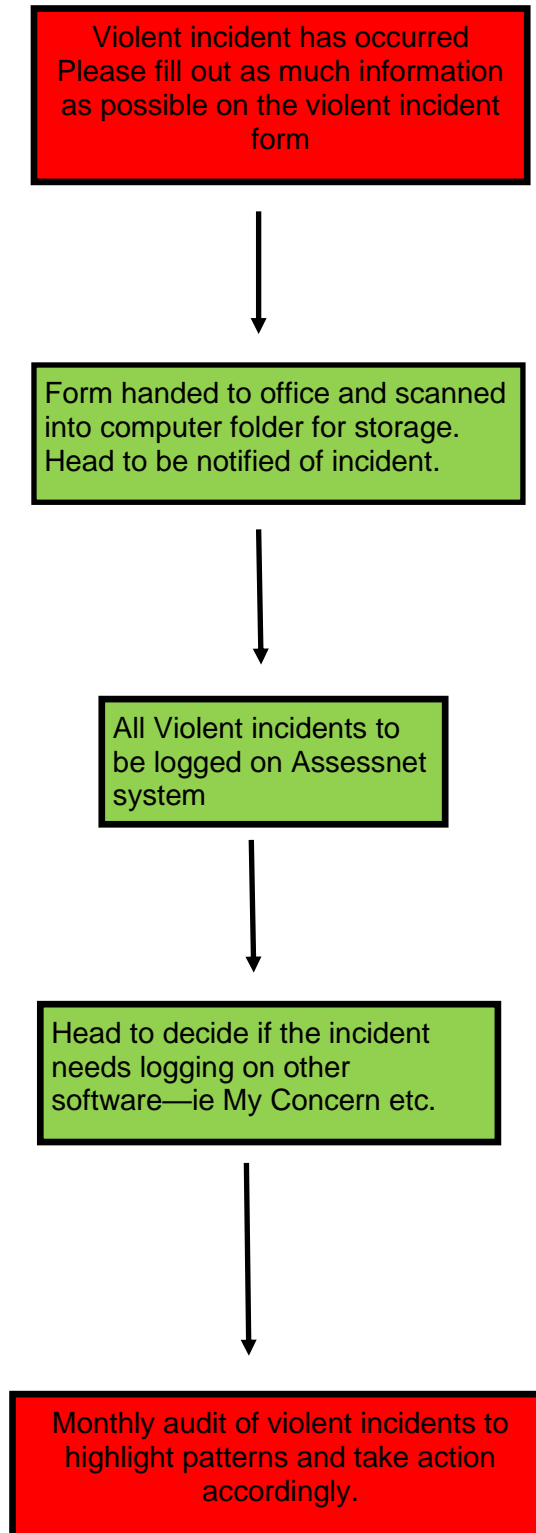 Violent incident has occurred
Please fill out as much information
as possible on the violent incident
form
Form handed to office and scanned
into computer folder for storage.
Head to be notified of incident.
All Violent incidents to
be logged on Assessnet
system
Head to decide if the incident
needs logging on other
software—ie My Concern etc.
Monthly audit of violent incidents to
highlight patterns and take action
accordingly.